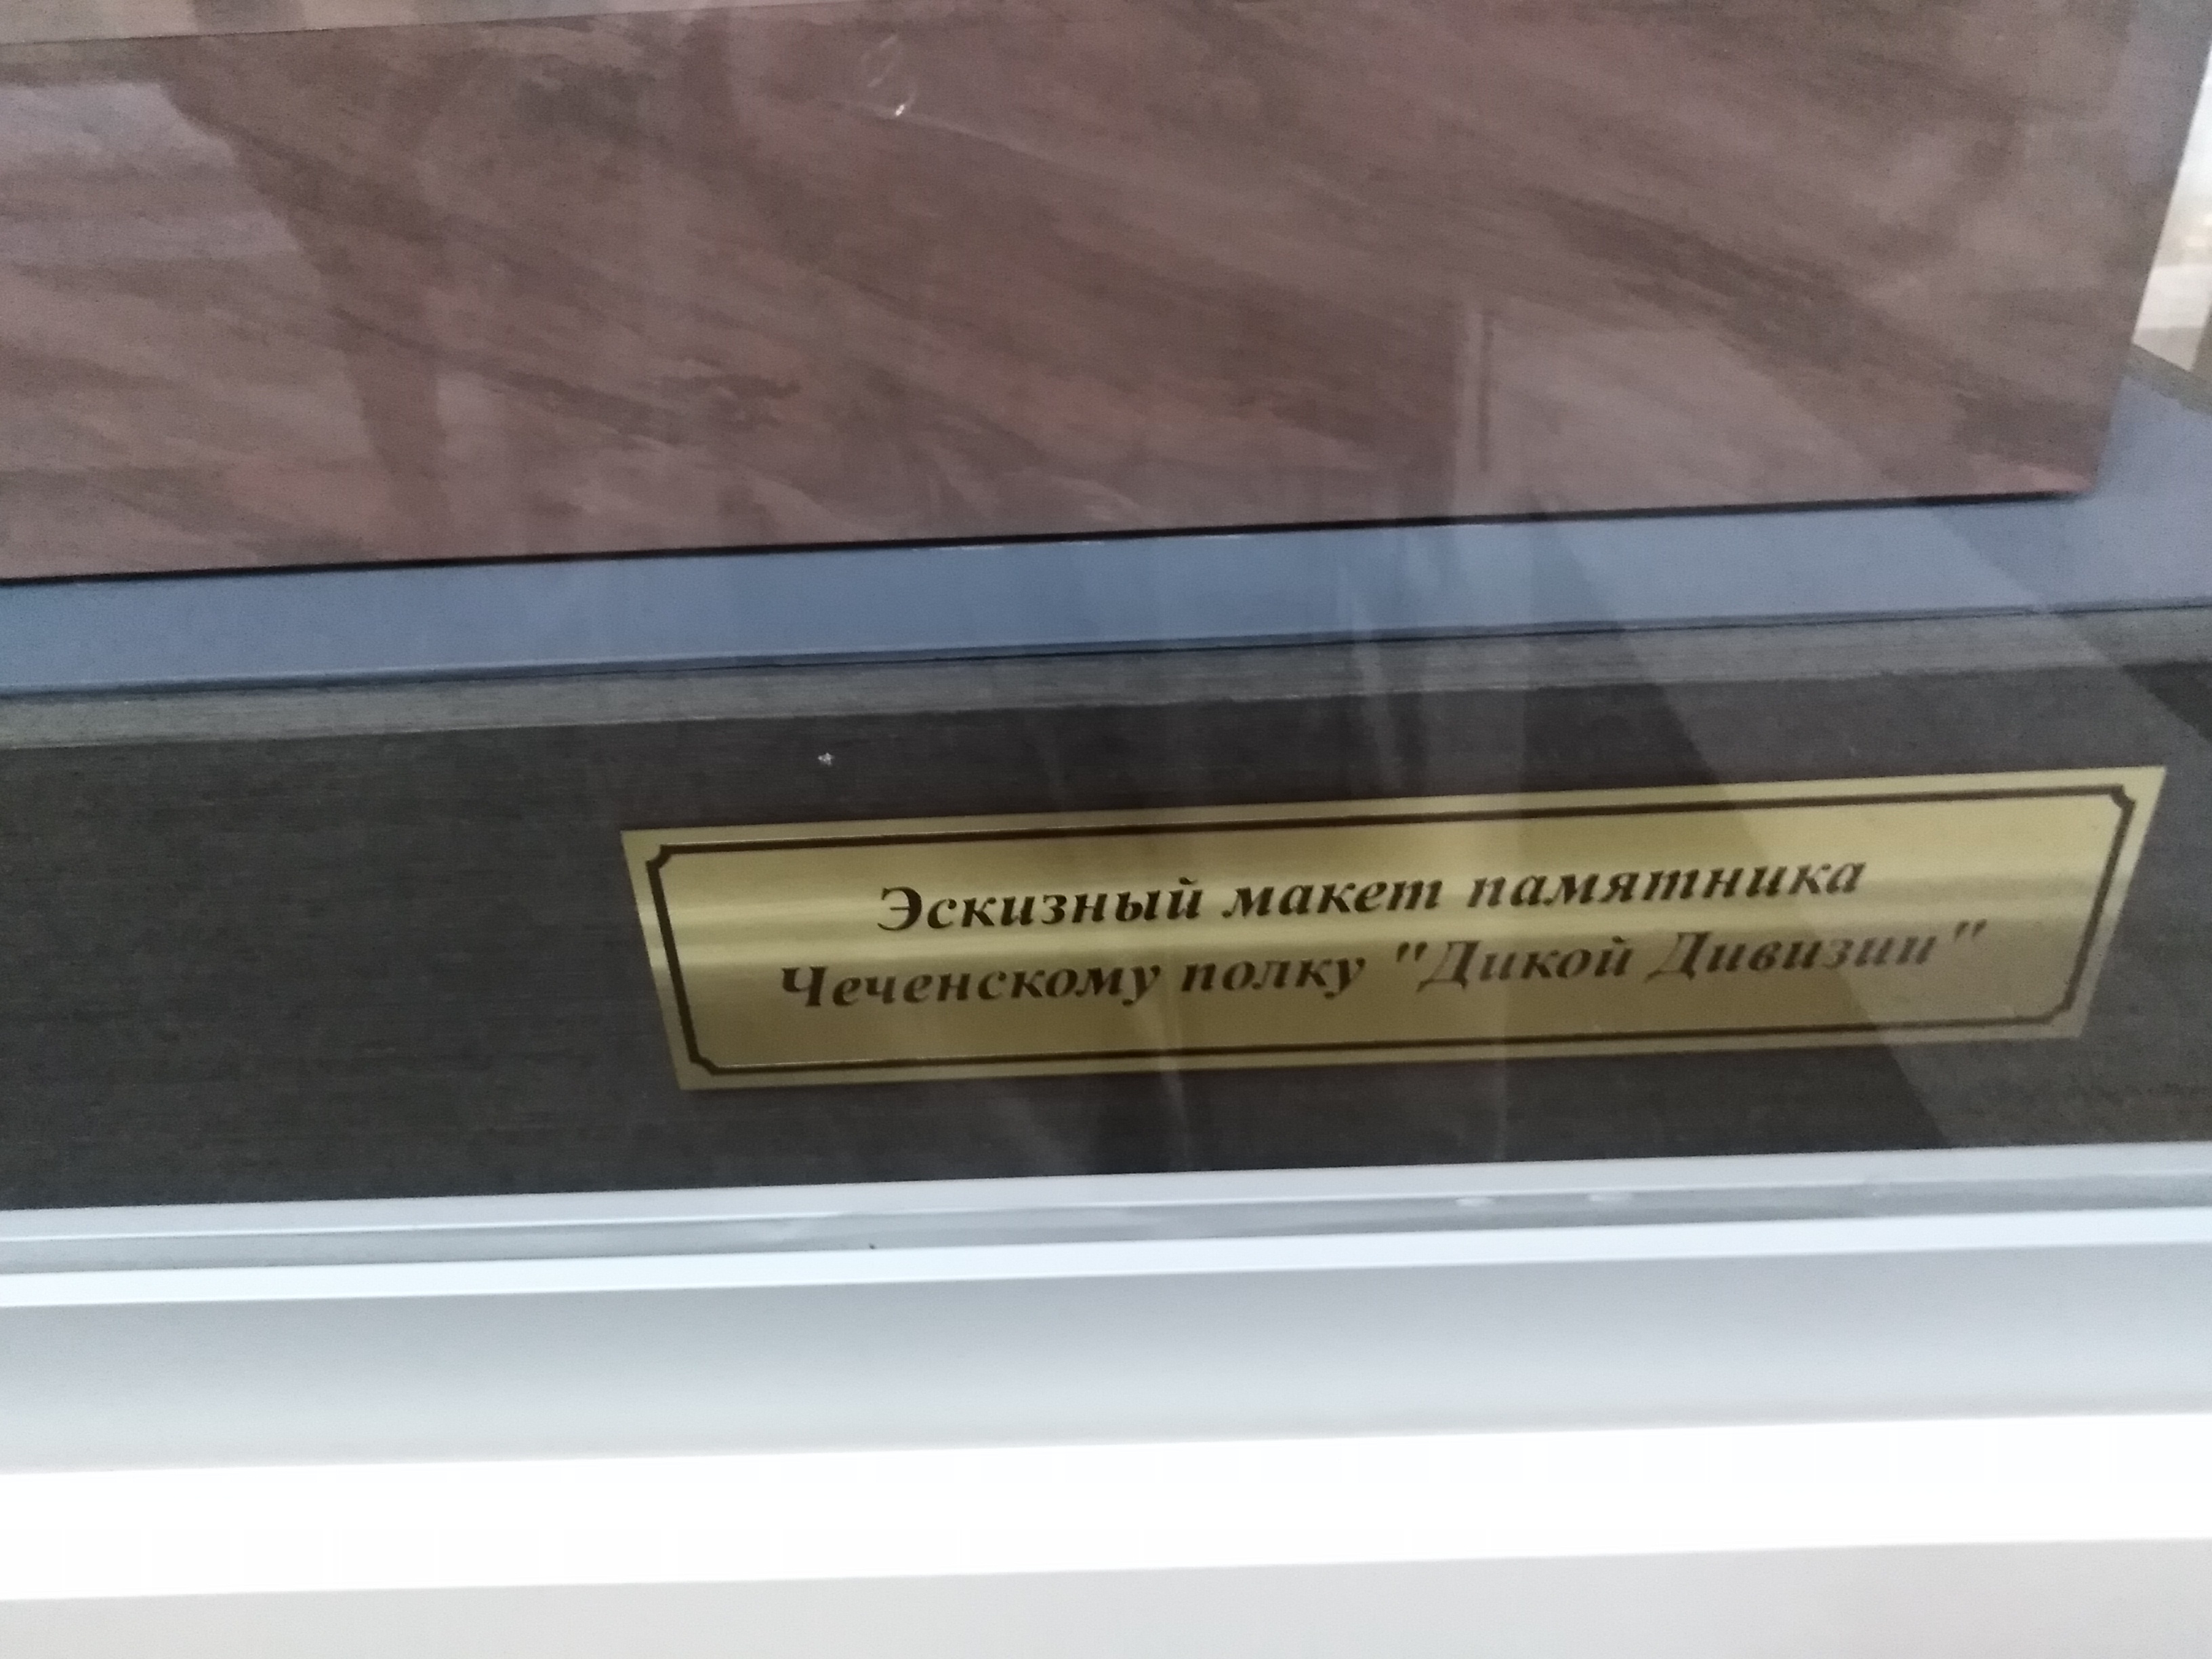 Эскизный макет памятника
Чеченскому полку "Дикой Дивизии"